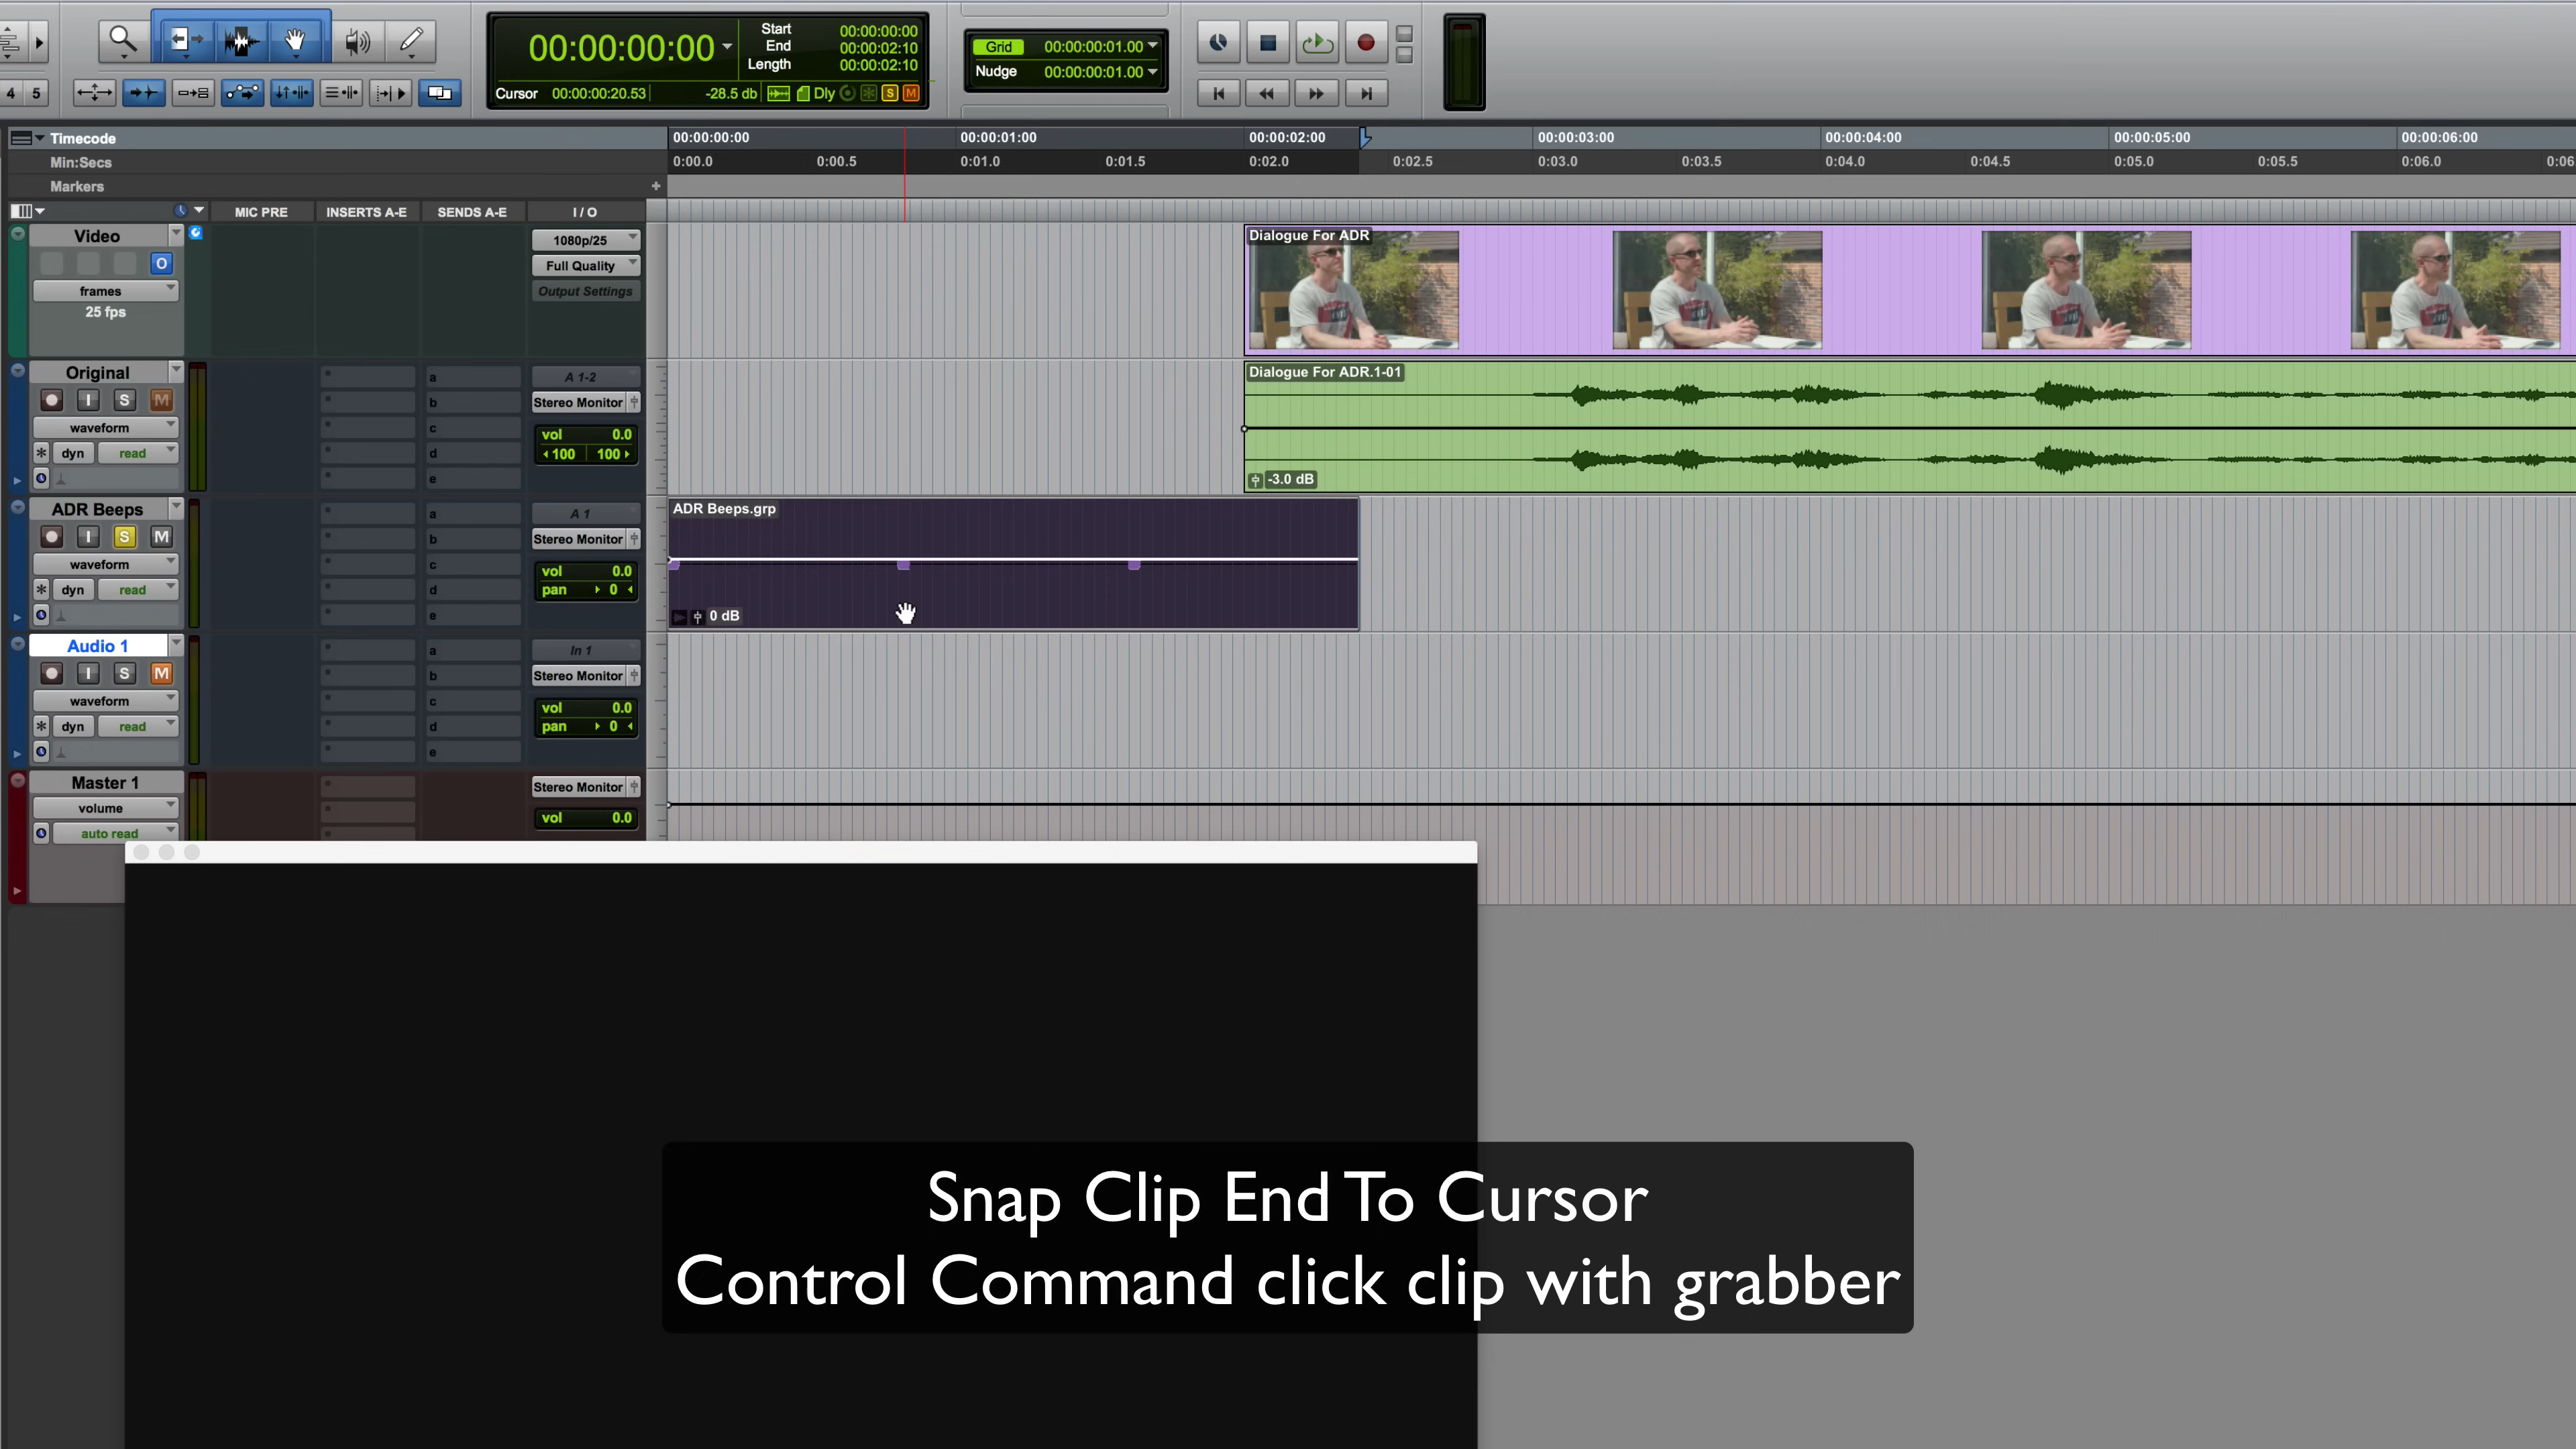 4 5
00:00:00:00
Start 00:00:00:00
End 00:00:02:10
Length 00:00:02:10
Cursor 00:00:00:20.53 -28.5 db Dly S M
Grid 00:00:00:01.00
Nudge 00:00:00:01.00
Timecode 00:00:00:00 00:00:01:00 00:00:02:00 00:00:03:00 00:00:04:00 00:00:05:00 00:00:06:00
Min:Secs 0:00.0 0:00.5 0:01.0 0:01.5 0:02.0 0:02.5 0:03.0 0:03.5 0:04.0 0:04.5 0:05.0 0:05.5 0:06.0 0:06
Markers +
MIC PRE INSERTS A-E SENDS A-E I / O
Video
O
frames
25 fps
1080p/25
Full Quality
Output Settings
Dialogue For ADR
Original
I S M
waveform
dyn read
a
b
c
d
e
A 1-2
Stereo Monitor
vol 0.0
100 100
Dialogue For ADR.1-01
-3.0 dB
ADR Beeps
I S M
waveform
dyn read
a
b
c
d
e
A 1
Stereo Monitor
vol 0.0
pan 0
ADR Beeps.grp
0 dB
Audio 1
I S M
waveform
dyn read
a
b
c
d
e
In 1
Stereo Monitor
vol 0.0
pan 0
Master 1
volume
auto read
Stereo Monitor
vol 0.0
Snap Clip End To Cursor
Control Command click clip with grabber